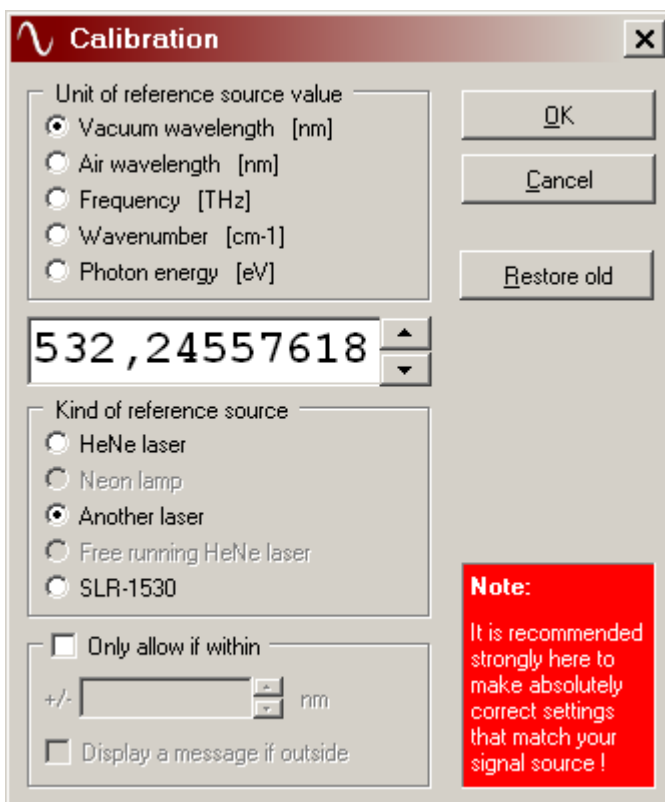 Calibration
Unit of reference source value
Vacuum wavelength [nm]
Air wavelength [nm]
Frequency [THz]
Wavenumber [cm-1]
Photon energy [eV]
OK
Cancel
Restore old
532,24557618
Kind of reference source
HeNe laser
Neon lamp
Another laser
Free running HeNe laser
SLR-1530
Only allow if within
+/-
nm
Display a message if outside
Note:
It is recommended
strongly here to
make absolutely
correct settings
that match your
signal source !